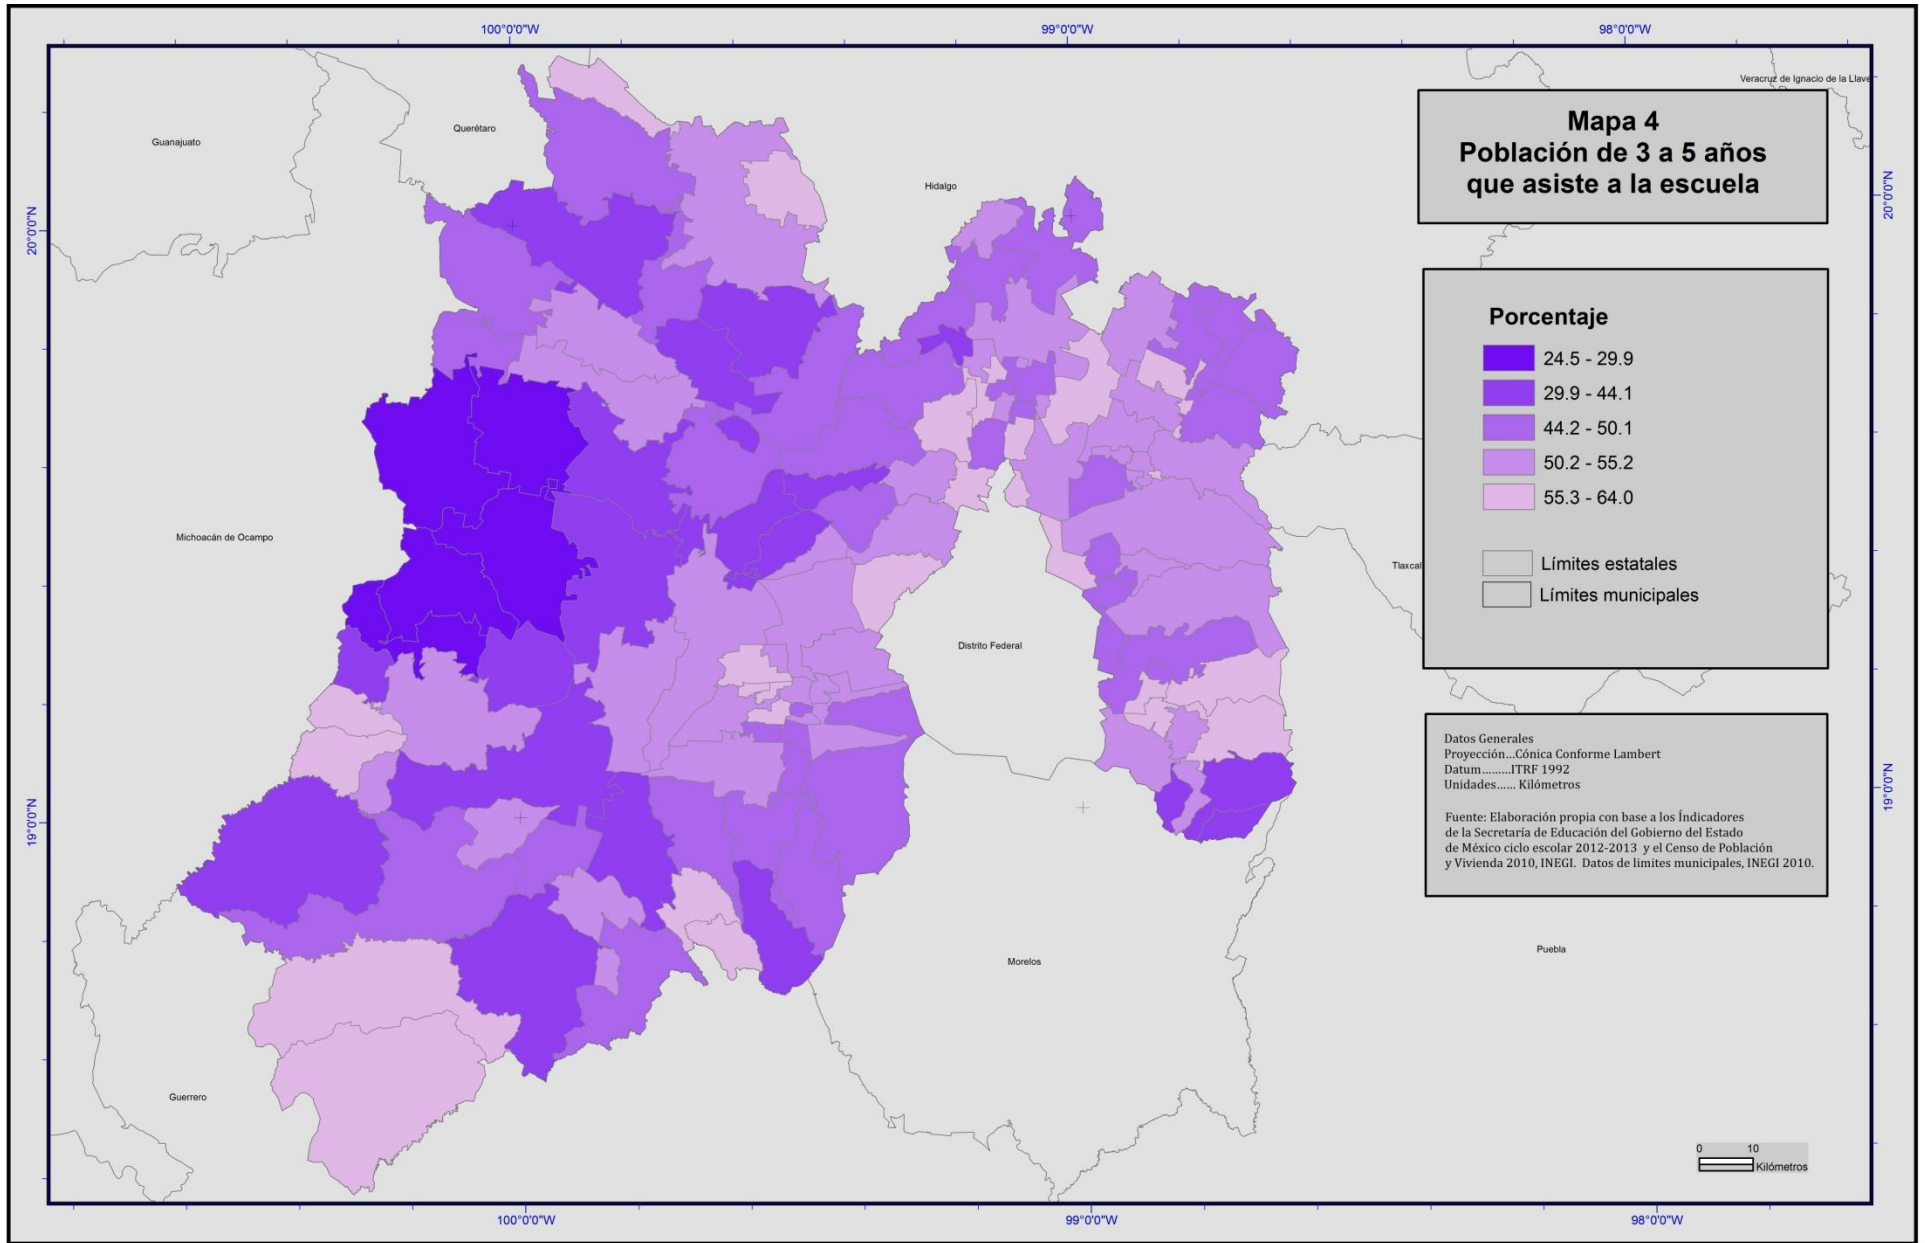 100°0'0"W
99°0'0"W
98°0'0"W
Veracruz de Ignacio de la Llave
Guanajuato
Querétaro
Hidalgo
20°0'0"N
20°0'0"N
Mapa 4
Población de 3 a 5 años
que asiste a la escuela
Porcentaje
24.5 - 29.9
29.9 - 44.1
44.2 - 50.1
50.2 - 55.2
55.3 - 64.0
Límites estatales
Límites municipales
Michoacán de Ocampo
Tlaxcal
Distrito Federal
Datos Generales
Proyección...Cónica Conforme Lambert
Datum.........ITRF 1992
Unidades...... Kilómetros
Fuente: Elaboración propia con base a los Índicadores
de la Secretaría de Educación del Gobierno del Estado
de México ciclo escolar 2012-2013 y el Censo de Población
y Vivienda 2010, INEGI. Datos de limites municipales, INEGI 2010.
19°0'0"N
19°0'0"N
Puebla
Morelos
Guerrero
0 10
Kilómetros
100°0'0"W
99°0'0"W
98°0'0"W